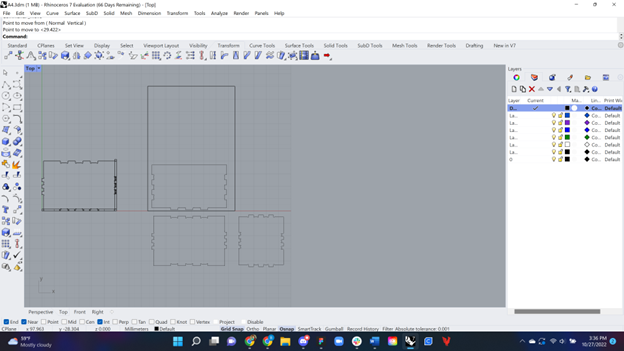 A4.3dm (1 MB) - Rhinoceros 7 Evaluation (66 Days Remaining) - [Top]
File Edit View Curve Surface SubD Solid Mesh Dimension Transform Tools Analyze Render Panels Help
Point to move from ( Normal Vertical )
Point to move to <29.422>
Command:
Standard CPlanes Set View Display Select Viewport Layout Visibility Transform Curve Tools Surface Tools Solid Tools SubD Tools Mesh Tools Render Tools Drafting New in V7
Top
Layers
Layer Current Ma... Lin... Print W
D... Co... Default
La... Co... Default
La... Co... Default
La... Co... Default
La... Co... Default
La... Co... Default
La... Co... Default
0 Co... Default
Perspective Top Front Right
End Near Point Mid Cen Int Perp Tan Quad Knot Vertex Project Disable
CPlane x 97.963 y -28.304 z 0.000 Millimeters Default Grid Snap Ortho Planar Osnap SmartTrack Gumball Record History Filter Absolute tolerance: 0.001
59°F
Mostly cloudy
3:36 PM
10/27/2022